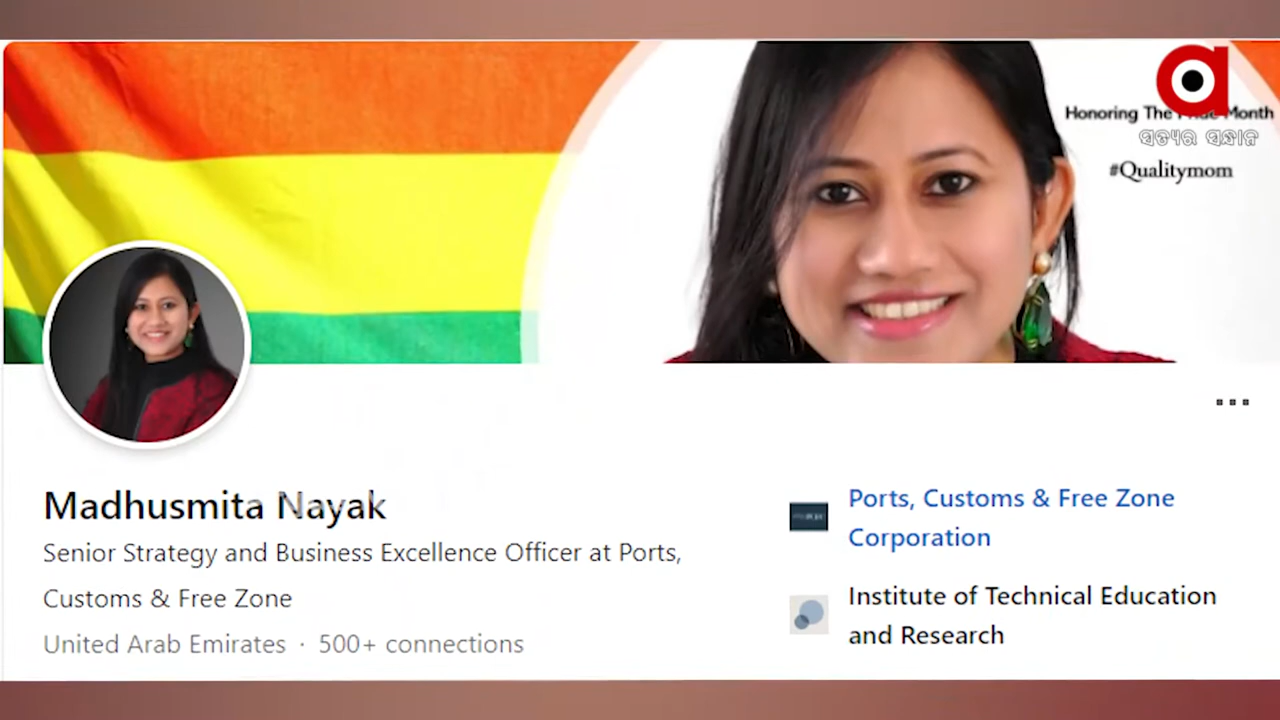 Honoring The Pride Month
ସତ୍ୟର ସନ୍ଧାନ
#Qualitymom
Madhusmita Nayak
Senior Strategy and Business Excellence Officer at Ports,
Customs & Free Zone
United Arab Emirates · 500+ connections
Ports, Customs & Free Zone
Corporation
Institute of Technical Education
and Research